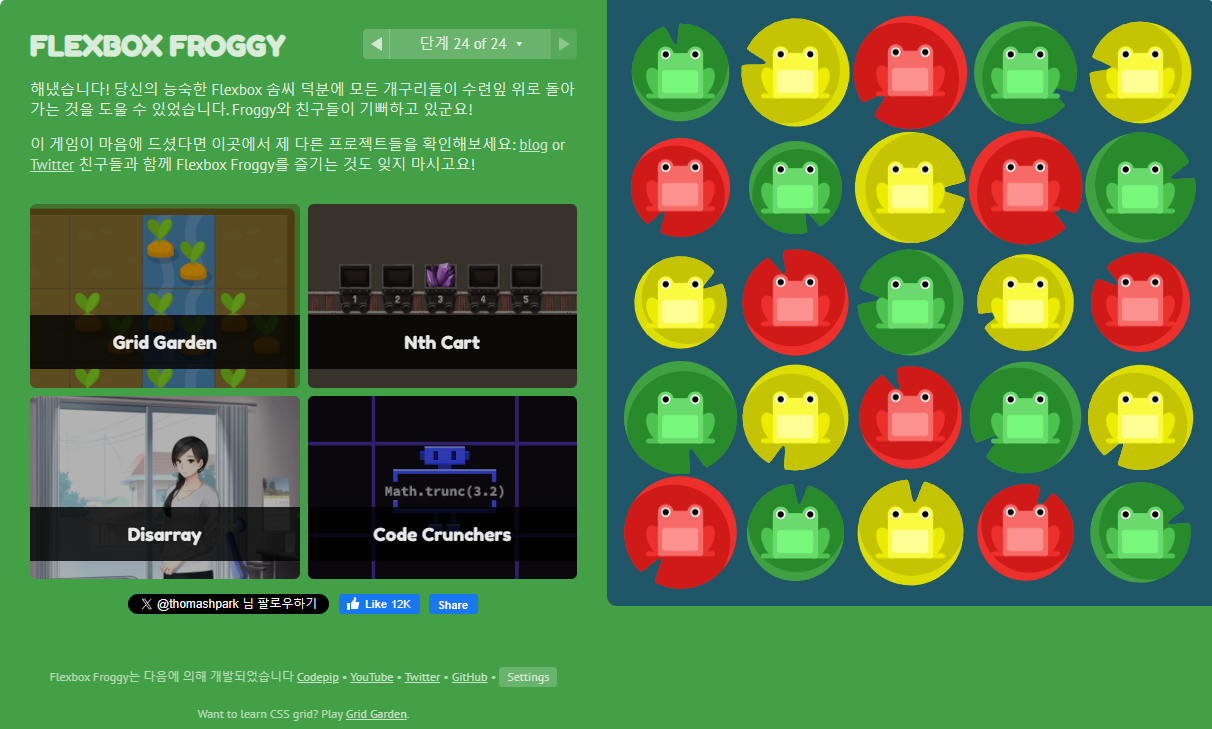 FLEXBOX FROGGY
◀ 단계 24 of 24 ▼ ▶
해냈습니다! 당신의 능숙한 Flexbox 솜씨 덕분에 모든 개구리들이 수련잎 위로 돌아
가는 것을 도울 수 있었습니다. Froggy와 친구들이 기뻐하고 있군요!
이 게임이 마음에 드셨다면 이곳에서 제 다른 프로젝트들을 확인해보세요: blog or
Twitter 친구들과 함께 Flexbox Froggy를 즐기는 것도 잊지 마시고요!
Grid Garden
1 2 3 4 5
Nth Cart
Disarray
Math.trunc(3.2)
Code Crunchers
𝕏 @thomashpark 님 팔로우하기 Like 12K Share
Flexbox Froggy는 다음에 의해 개발되었습니다 Codepip • YouTube • Twitter • GitHub • Settings
Want to learn CSS grid? Play Grid Garden.